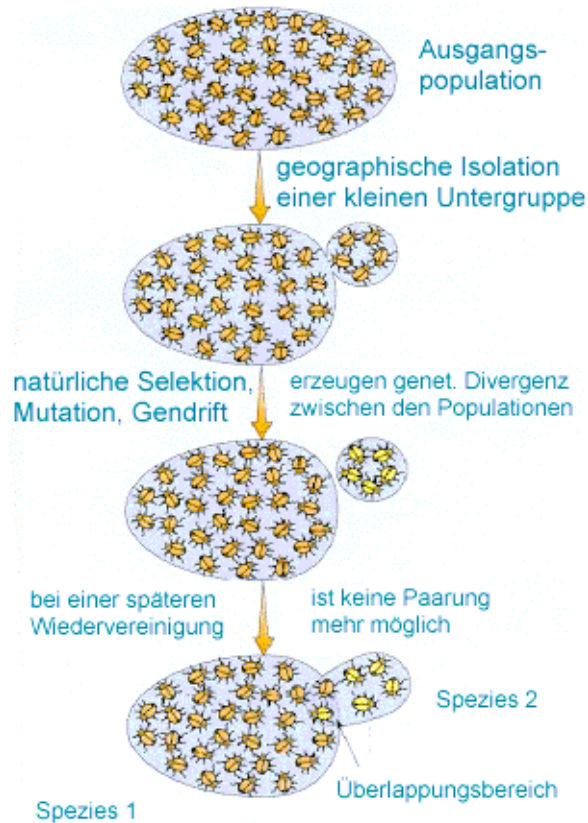 Ausgangs-
population
geographische Isolation
einer kleinen Untergruppe
natürliche Selektion,
Mutation, Gendrift
erzeugen genet. Divergenz
zwischen den Populationen
bei einer späteren
Wiedervereinigung
ist keine Paarung
mehr möglich
Spezies 2
Überlappungsbereich
Spezies 1